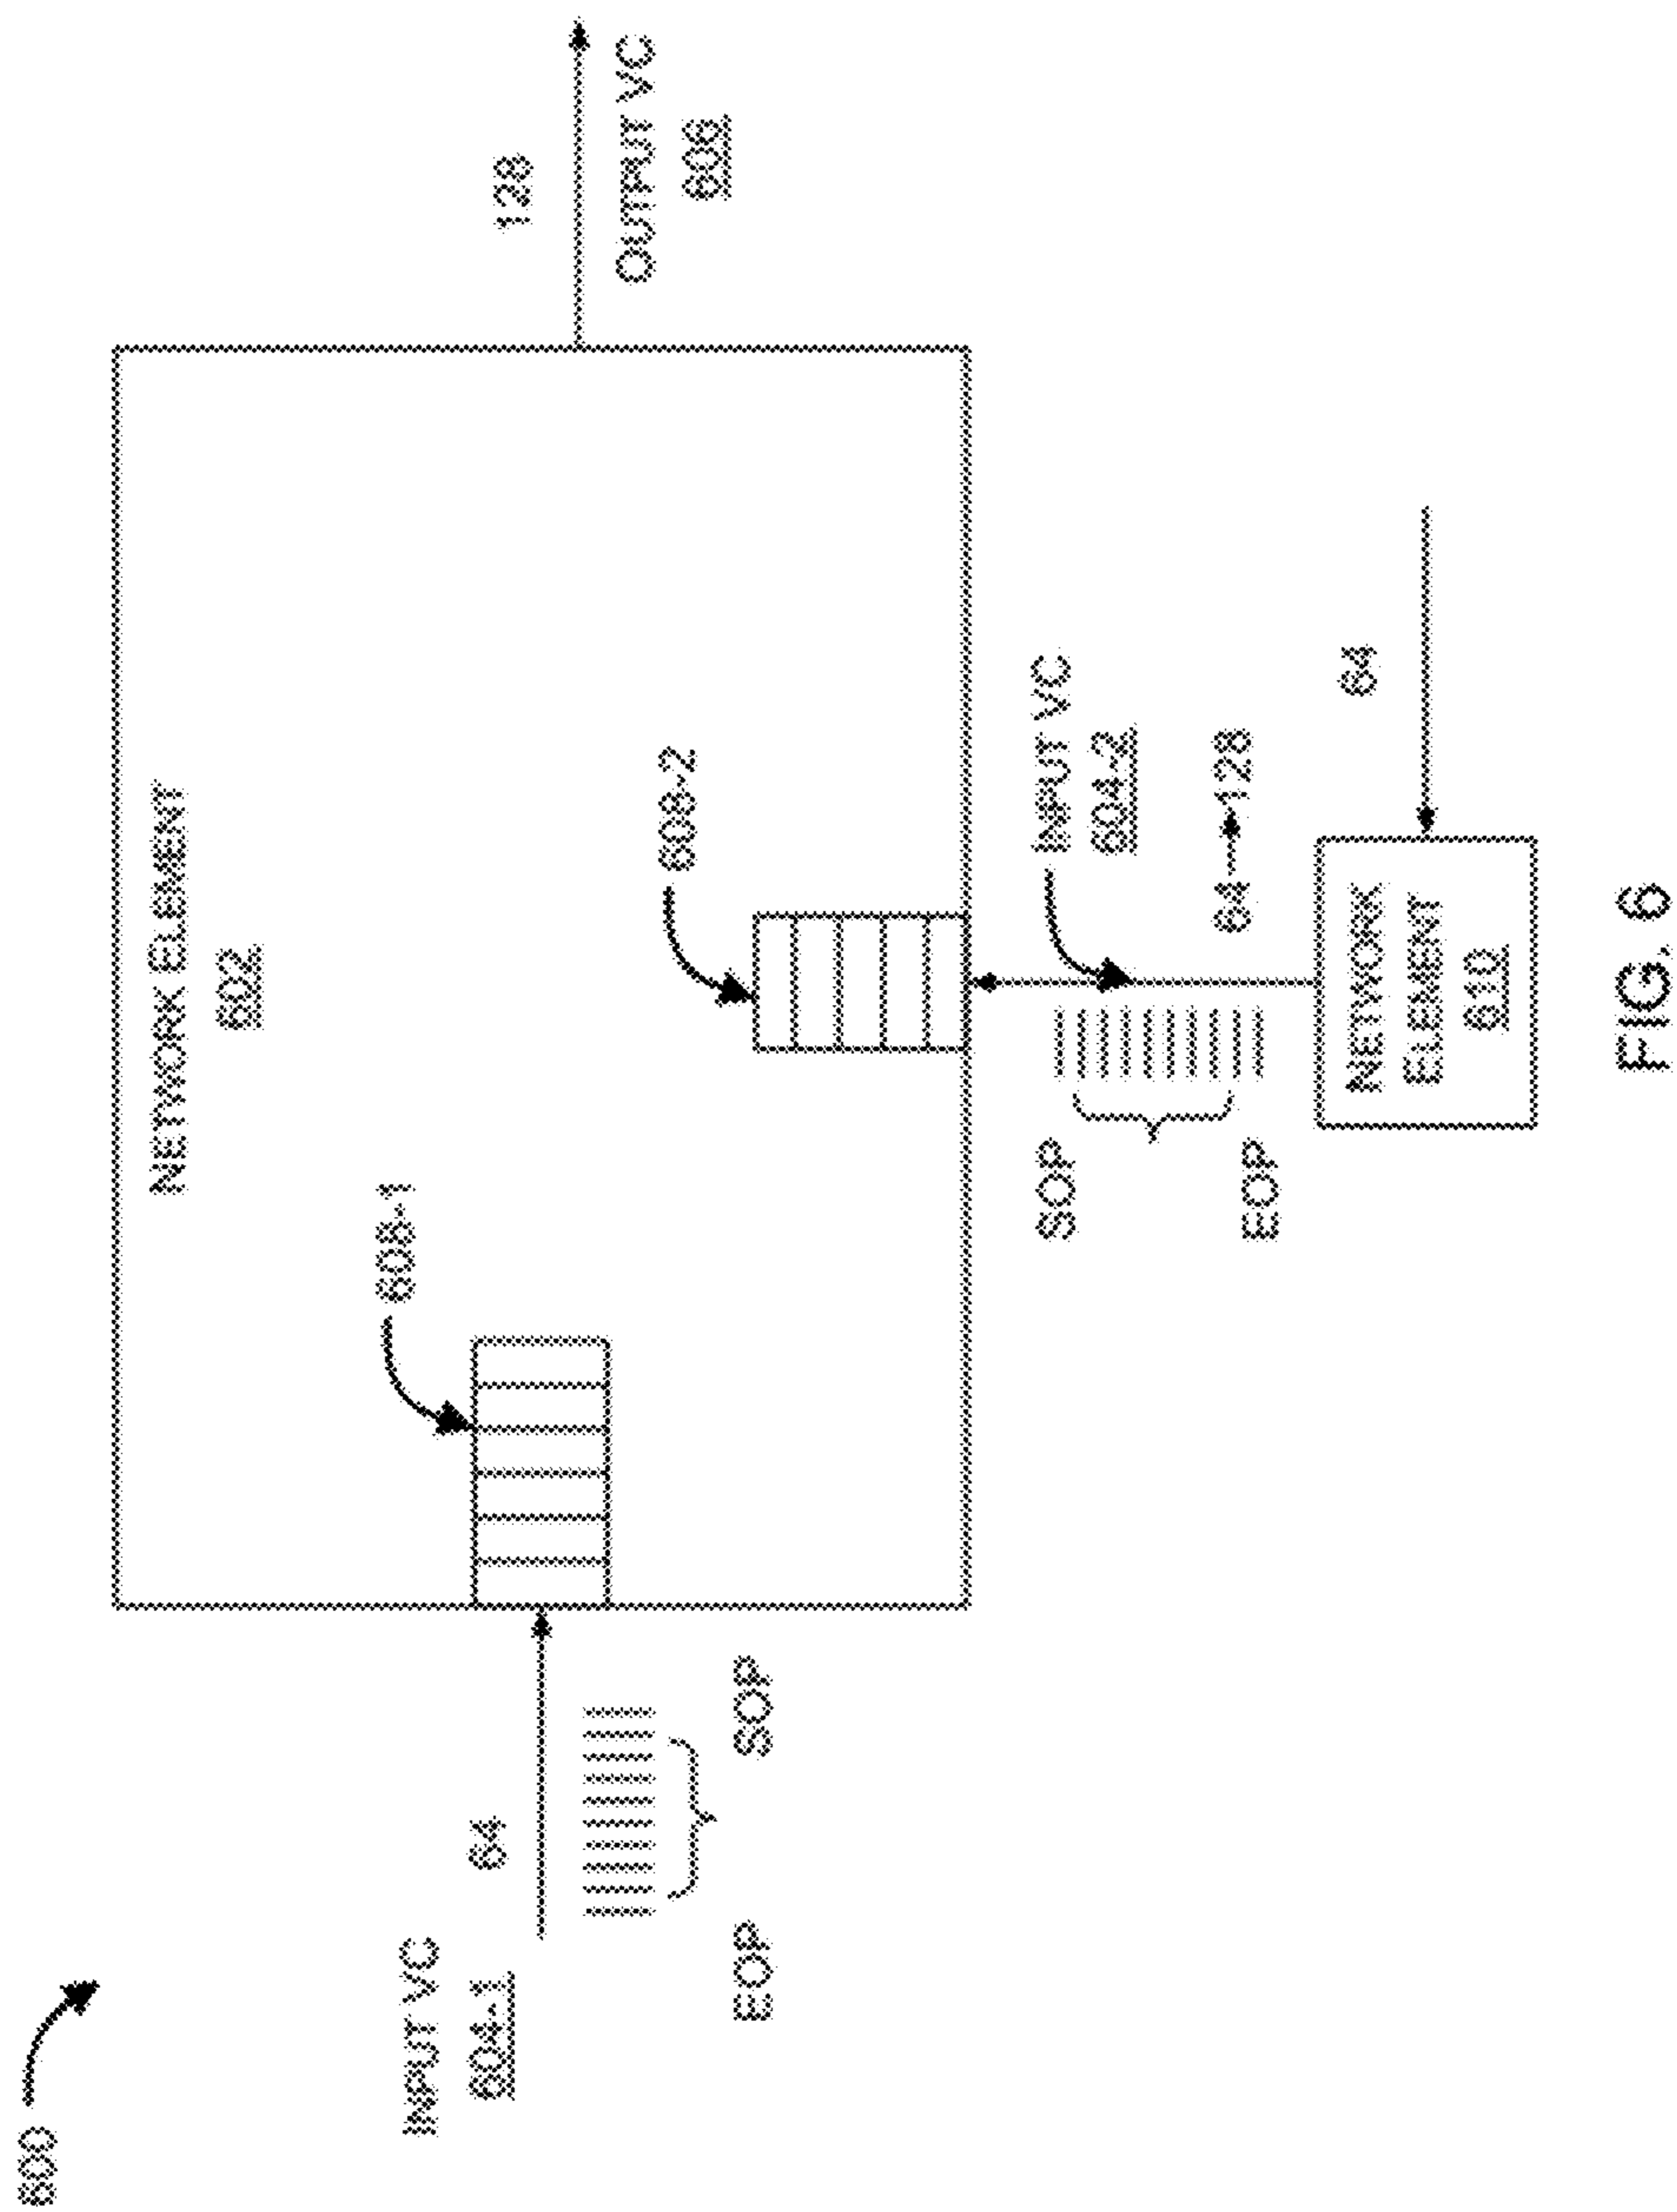 600
NETWORK ELEMENT
602
128
OUTPUT VC
606
608-1
INPUT VC
604-1
64
EOP
SOP
608-2
INPUT VC
604-2
SOP
EOP
64
128
64
NETWORK
ELEMENT
610
FIG. 6